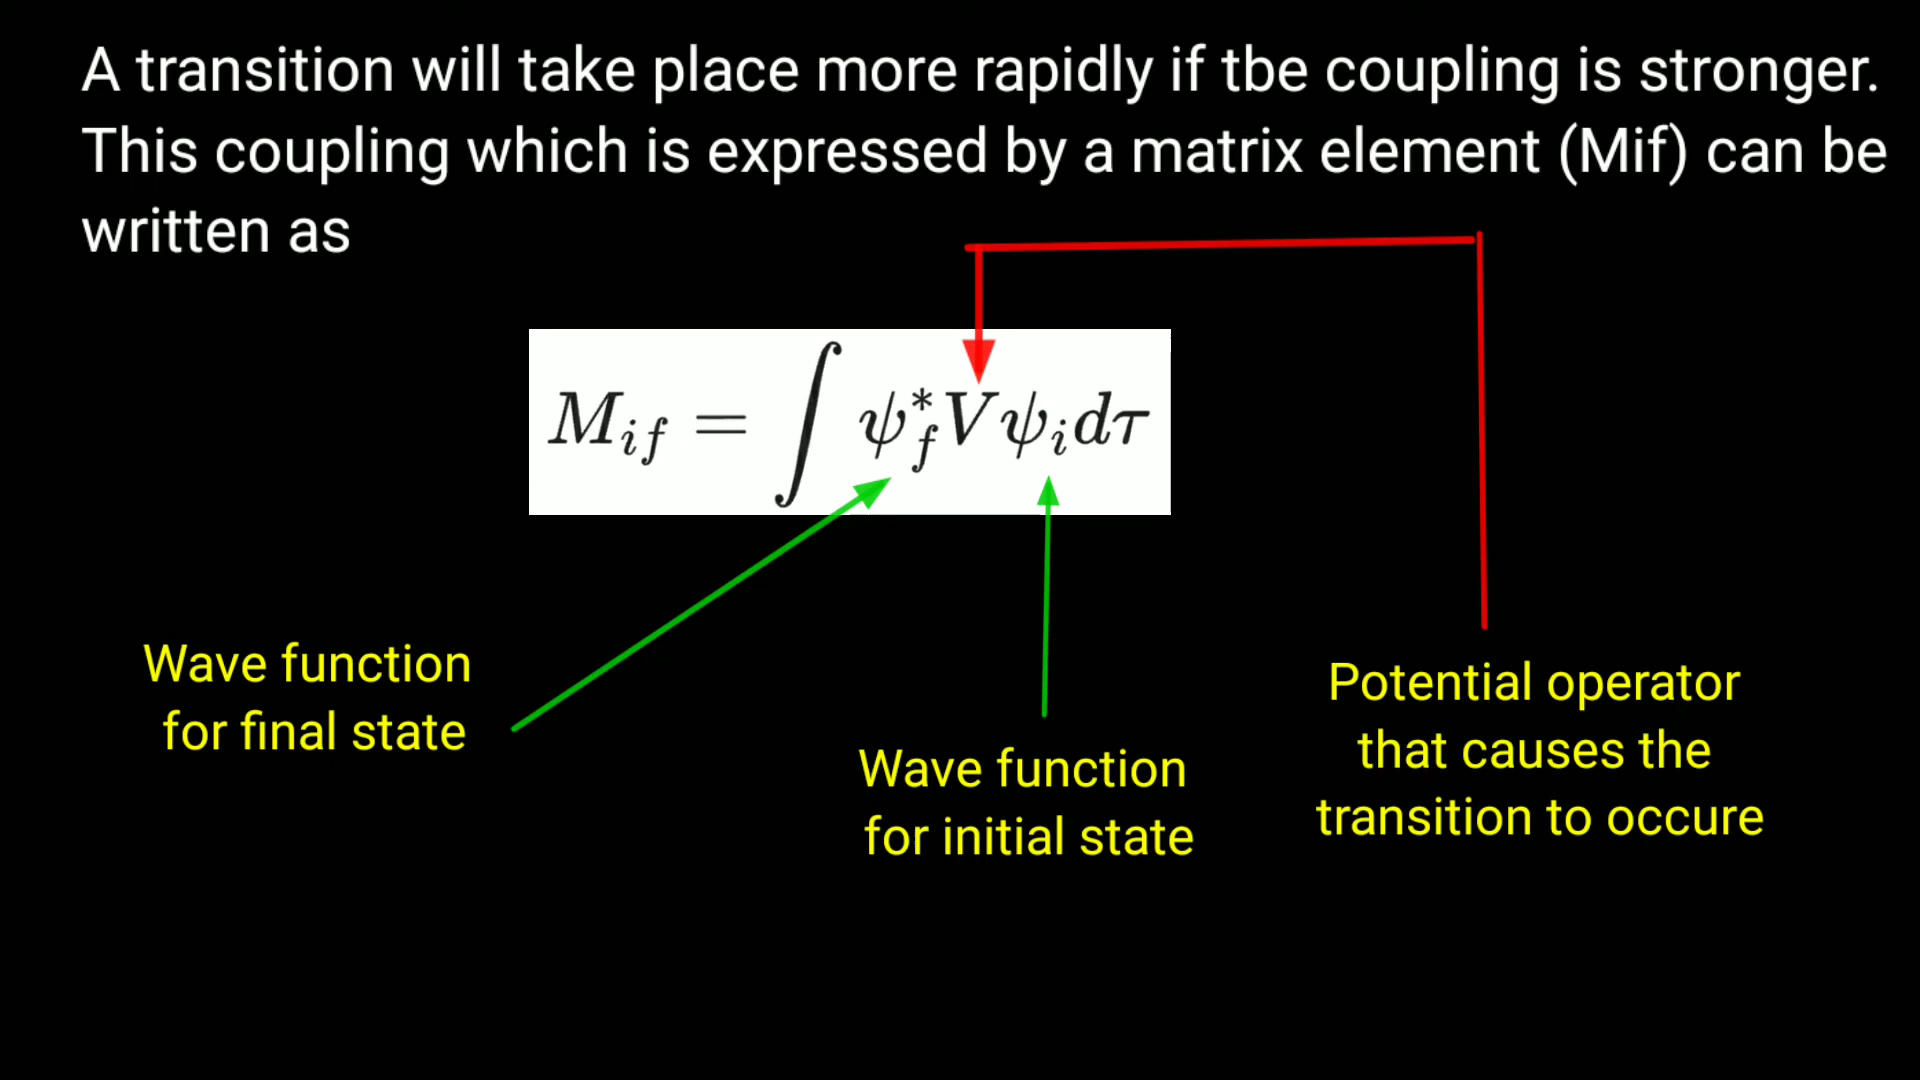 A transition will take place more rapidly if tbe coupling is stronger.
This coupling which is expressed by a matrix element (Mif) can be
written as
M_{if} = ∫ ψ_f^* V ψ_i dτ
Wave function
for final state
Wave function
for initial state
Potential operator
that causes the
transition to occure